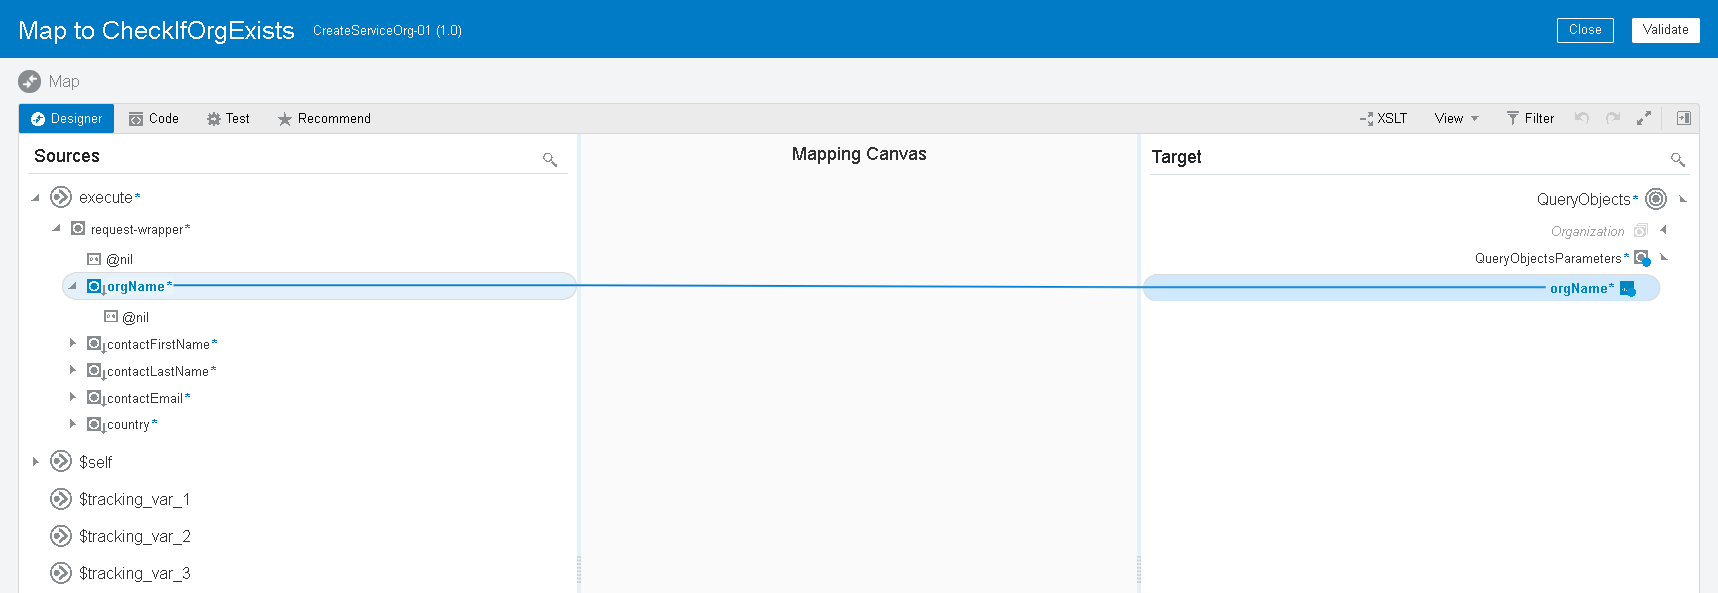 Map to CheckIfOrgExists CreateServiceOrg-01 (1.0) Close Validate
Map
Designer Code Test Recommend XSLT View Filter
Sources
Mapping Canvas
Target
execute*
request-wrapper*
@nil
orgName*
@nil
contactFirstName*
contactLastName*
contactEmail*
country*
$self
$tracking_var_1
$tracking_var_2
$tracking_var_3
QueryObjects*
Organization
QueryObjectsParameters*
orgName*